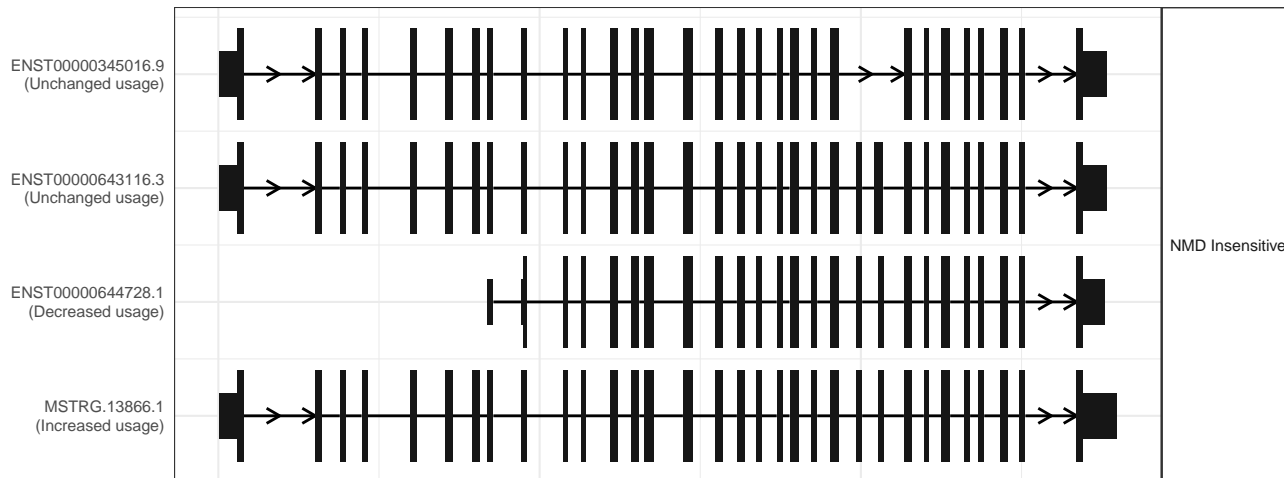 ENST00000345016.9
(Unchanged usage)
ENST00000643116.3
(Unchanged usage)
NMD Insensitive
ENST00000644728.1
(Decreased usage)
MSTRG.13866.1
(Increased usage)